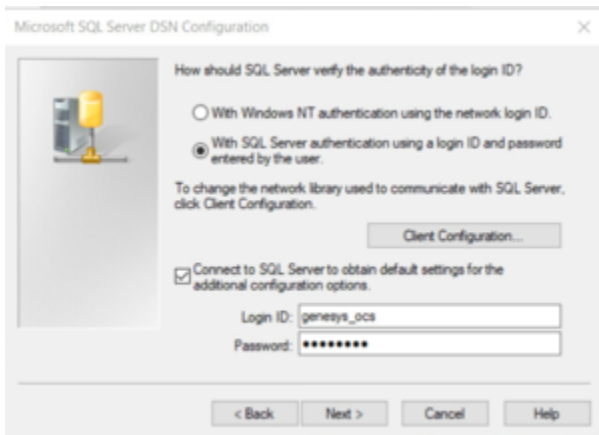 Microsoft SQL Server DSN Configuration
How should SQL Server verify the authenticity of the login ID?
With Windows NT authentication using the network login ID.
With SQL Server authentication using a login ID and password
entered by the user.
To change the network library used to communicate with SQL Server,
click Client Configuration.
Client Configuration...
Connect to SQL Server to obtain default settings for the
additional configuration options.
Login ID: genesys_ocs
Password: ●●●●●●●●
< Back Next > Cancel Help